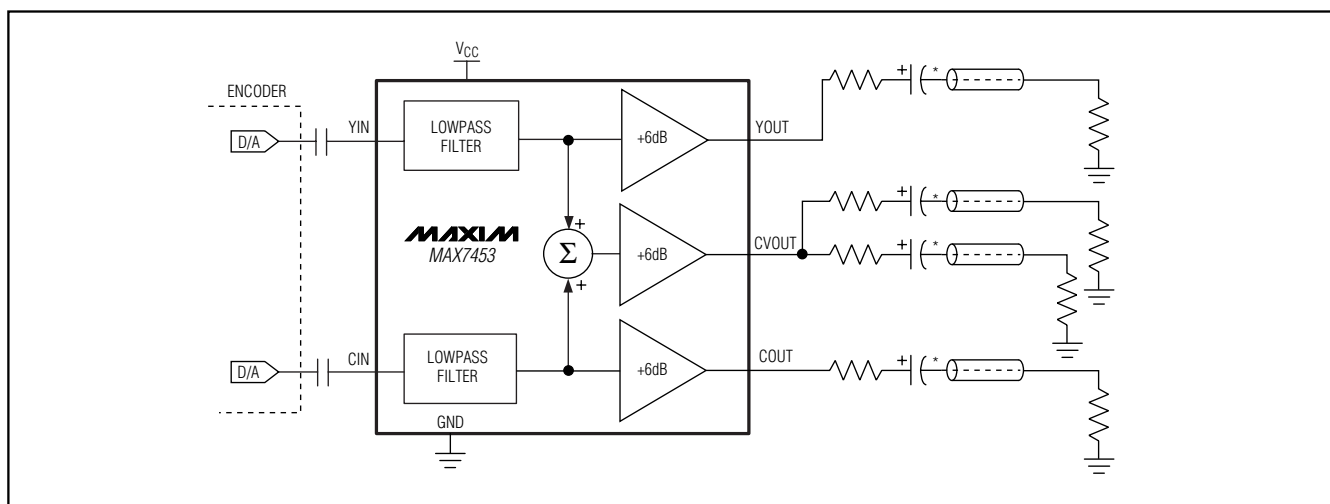 VCC
ENCODER
D/A
YIN
LOWPASS
FILTER
+6dB
YOUT
+ *
+
MAXIM
MAX7453
Σ
+
+6dB
CVOUT
+ *
+ *
D/A
CIN
LOWPASS
FILTER
+6dB
COUT
+ *
GND